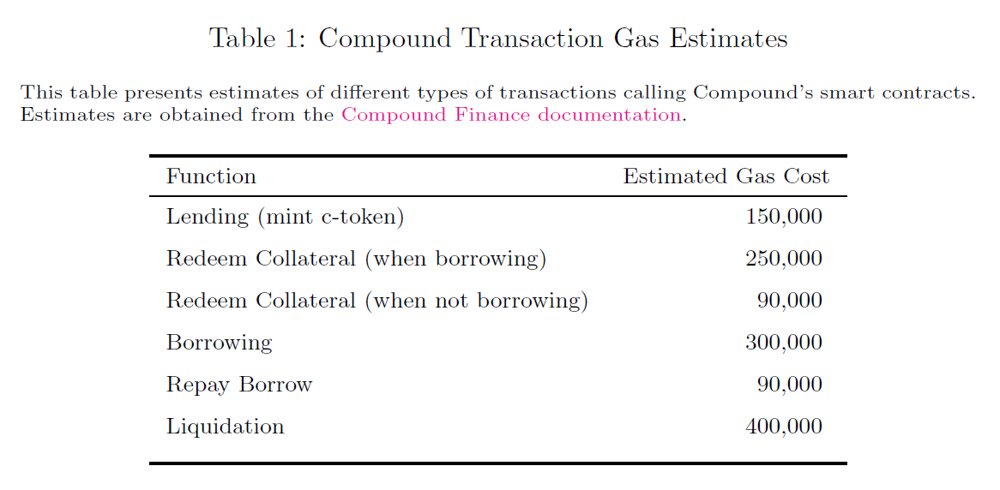 Table 1: Compound Transaction Gas Estimates
This table presents estimates of different types of transactions calling Compound's smart contracts.
Estimates are obtained from the Compound Finance documentation.
Function Estimated Gas Cost
Lending (mint c-token) 150,000
Redeem Collateral (when borrowing) 250,000
Redeem Collateral (when not borrowing) 90,000
Borrowing 300,000
Repay Borrow 90,000
Liquidation 400,000